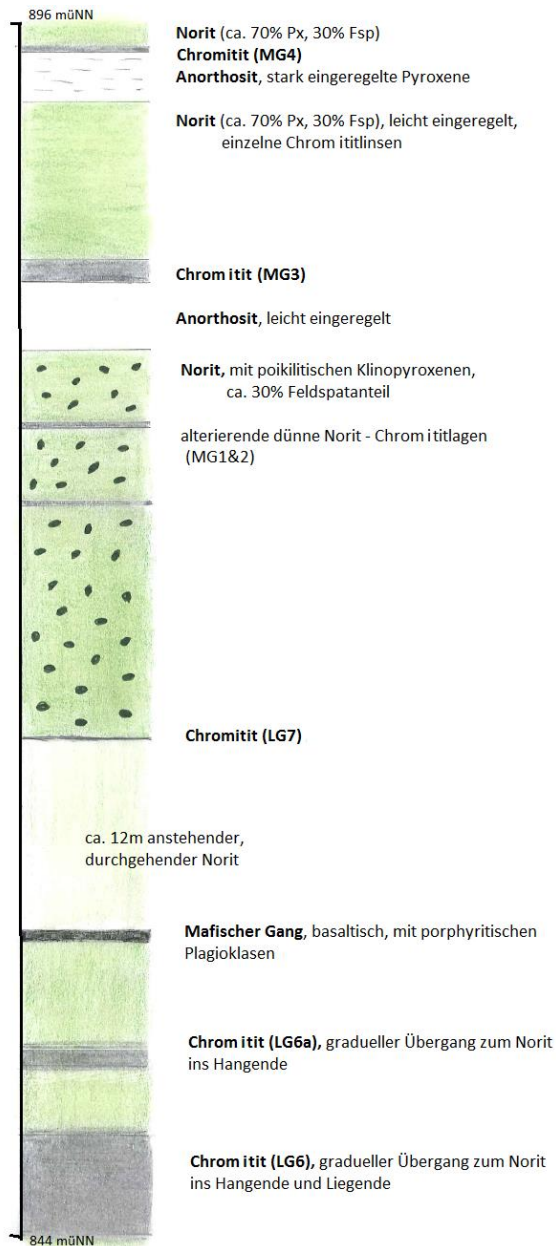 896 müNN
Norit (ca. 70% Px, 30% Fsp)
Chromitit (MG4)
Anorthosit, stark eingeregelte Pyroxene
Norit (ca. 70% Px, 30% Fsp), leicht eingeregelt,
einzelne Chrom ititlinsen
Chrom itit (MG3)
Anorthosit, leicht eingeregelt
Norit, mit poikilitischen Klinopyroxenen,
ca. 30% Feldspatanteil
alterierende dünne Norit - Chrom ititlagen
(MG1&2)
Chromitit (LG7)
ca. 12m anstehender,
durchgehender Norit
Mafischer Gang, basaltisch, mit porphyritischen
Plagioklasen
Chrom itit (LG6a), gradueller Übergang zum Norit
ins Hangende
Chrom itit (LG6), gradueller Übergang zum Norit
ins Hangende und Liegende
844 müNN